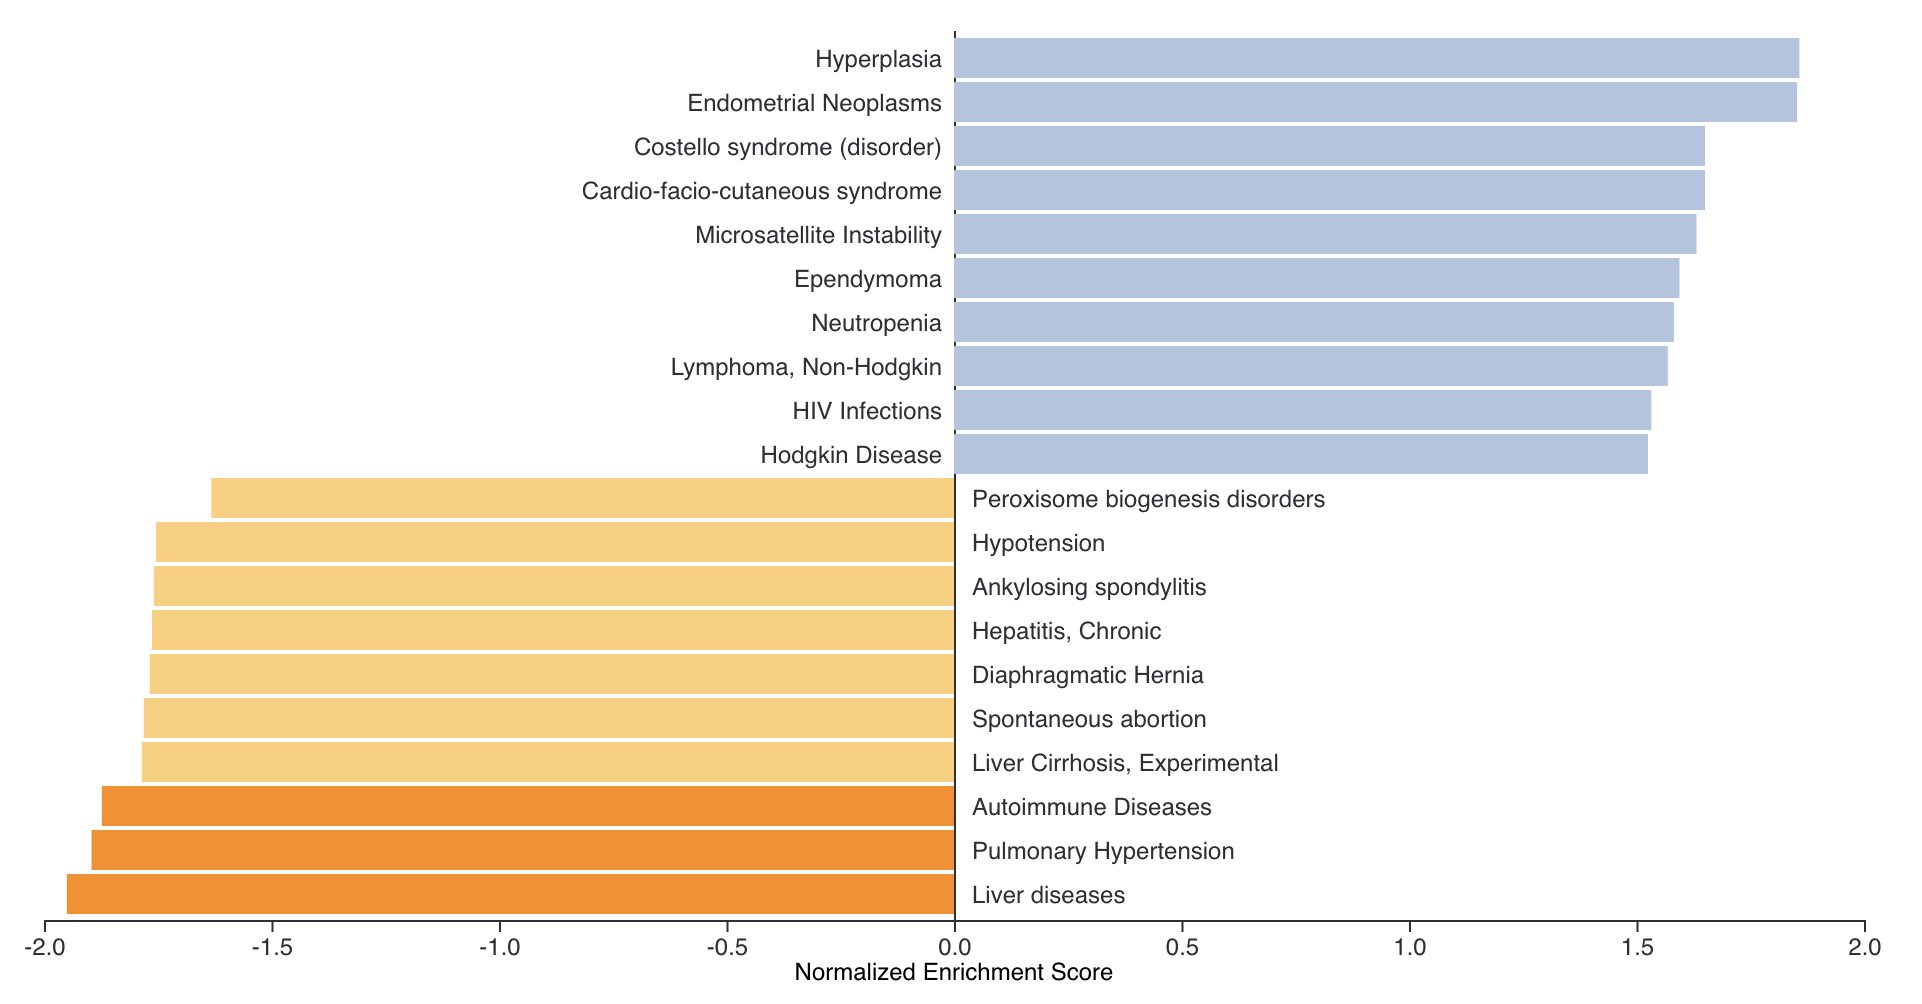 Hyperplasia
Endometrial Neoplasms
Costello syndrome (disorder)
Cardio-facio-cutaneous syndrome
Microsatellite Instability
Ependymoma
Neutropenia
Lymphoma, Non-Hodgkin
HIV Infections
Hodgkin Disease
Peroxisome biogenesis disorders
Hypotension
Ankylosing spondylitis
Hepatitis, Chronic
Diaphragmatic Hernia
Spontaneous abortion
Liver Cirrhosis, Experimental
Autoimmune Diseases
Pulmonary Hypertension
Liver diseases
-2.0 -1.5 -1.0 -0.5 0.0 0.5 1.0 1.5 2.0
Normalized Enrichment Score